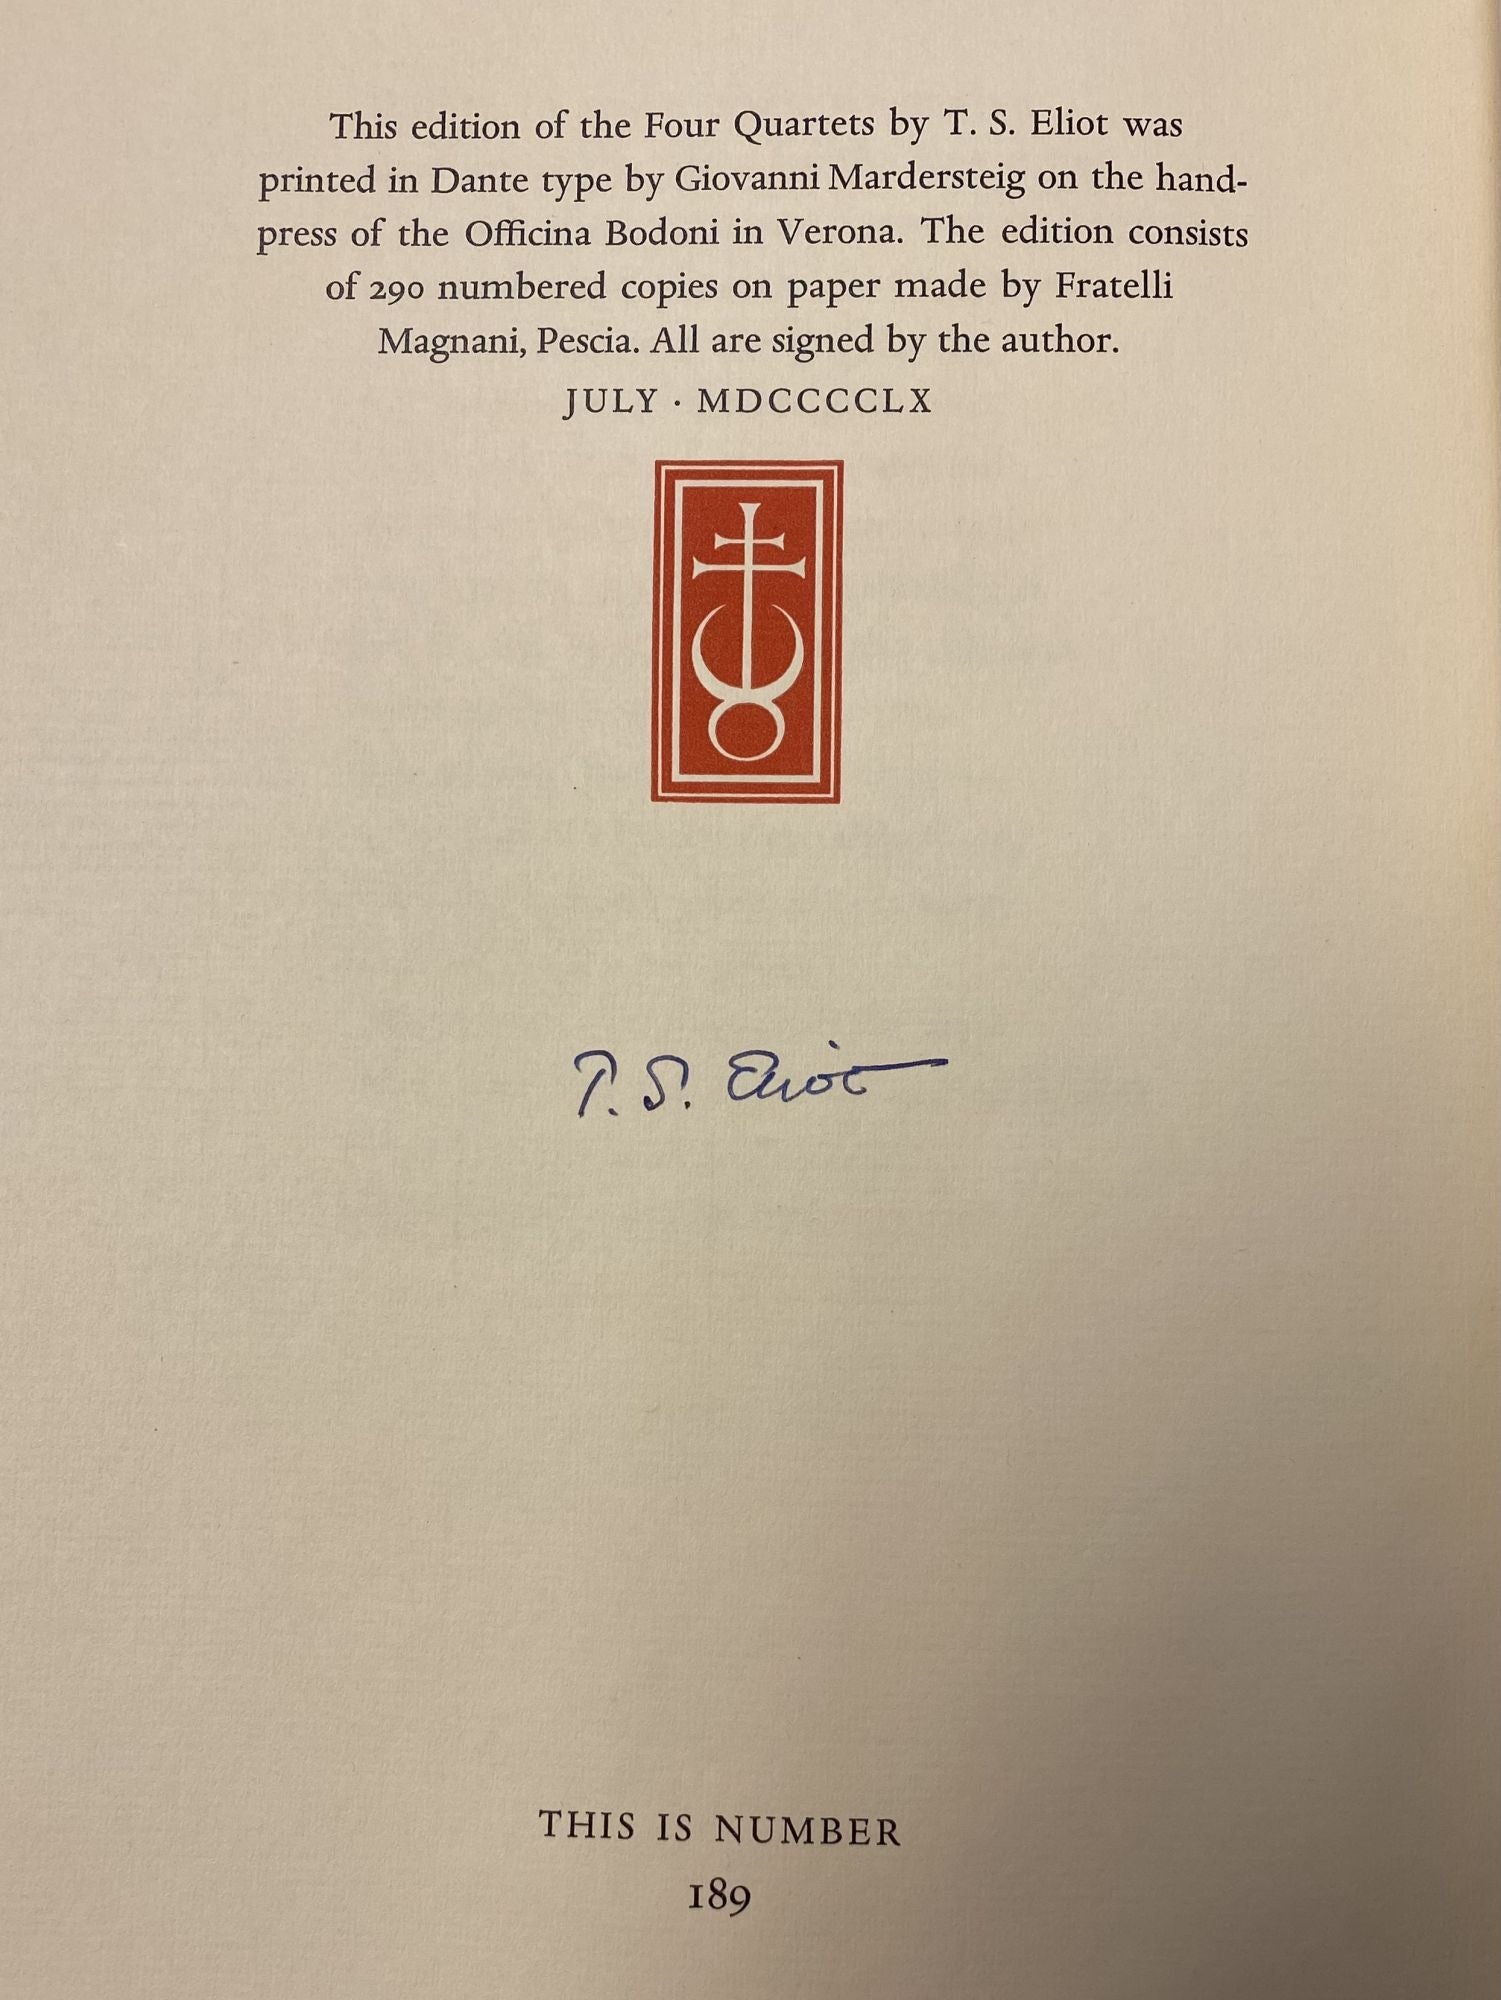 This edition of the Four Quartets by T. S. Eliot was
printed in Dante type by Giovanni Mardersteig on the hand-
press of the Officina Bodoni in Verona. The edition consists
of 290 numbered copies on paper made by Fratelli
Magnani, Pescia. All are signed by the author.
JULY · MDCCCCLX
T. S. Eliot
THIS IS NUMBER
189